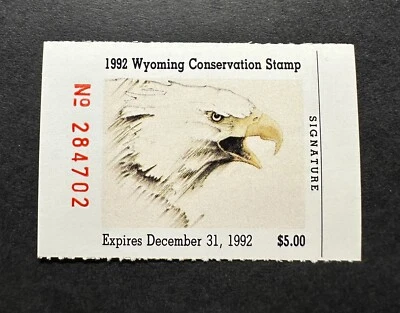 1992 Wyoming Conservation Stamp
No 284702
SIGNATURE
Expires December 31, 1992 $5.00